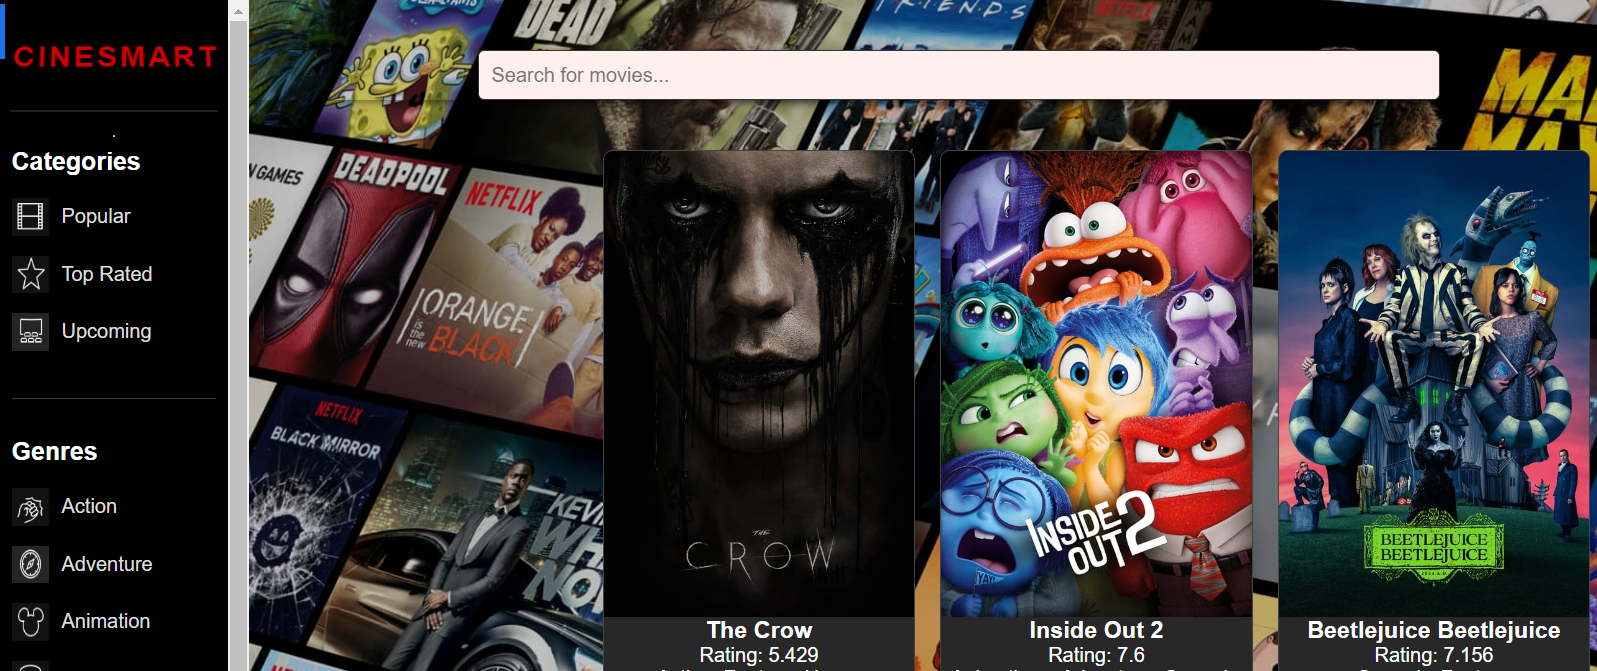 CINESMART
Categories
Popular
Top Rated
Upcoming
Genres
Action
Adventure
Animation
DEAD
FRIENDS
NETFLIX
Search for movies...
GAMES
DEADPOOL
NETFLIX
ORANGE
is the new
BLACK
NETFLIX
BLACK MIRROR
THE
CROW
INSIDE
OUT 2
BEETLEJUICE
BEETLEJUICE
The Crow
Rating: 5.429
Inside Out 2
Rating: 7.6
Beetlejuice Beetlejuice
Rating: 7.156